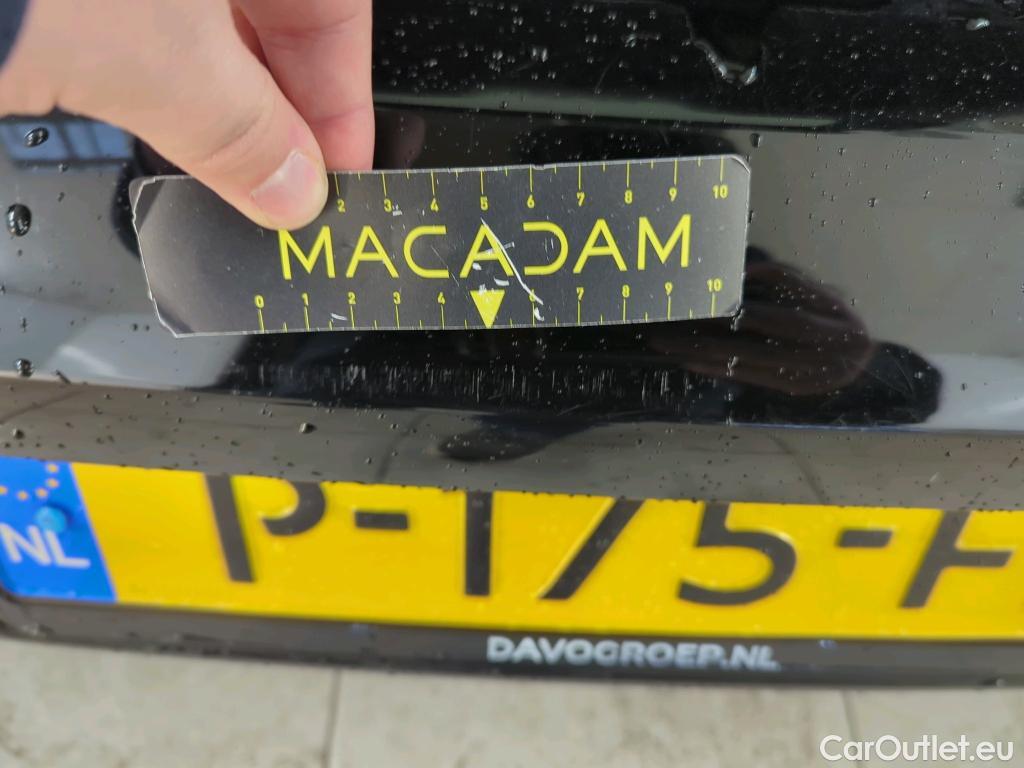 2 3 4 5 6 7 8 9 10
MACADAM
0 1 2 3 4 6 7 8 9 10
NL P-175-
DAVOGROEP.NL
CarOutlet.eu